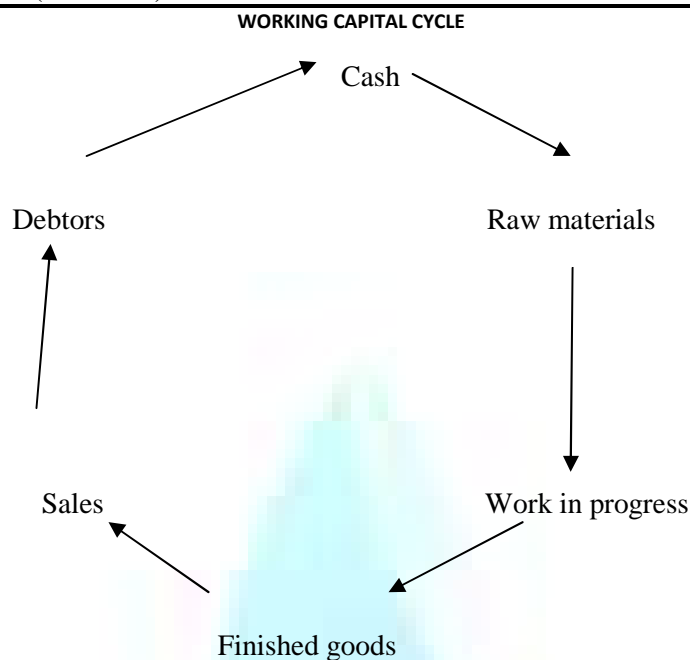 WORKING CAPITAL CYCLE
Cash
Debtors
Raw materials
Sales
Work in progress
Finished goods